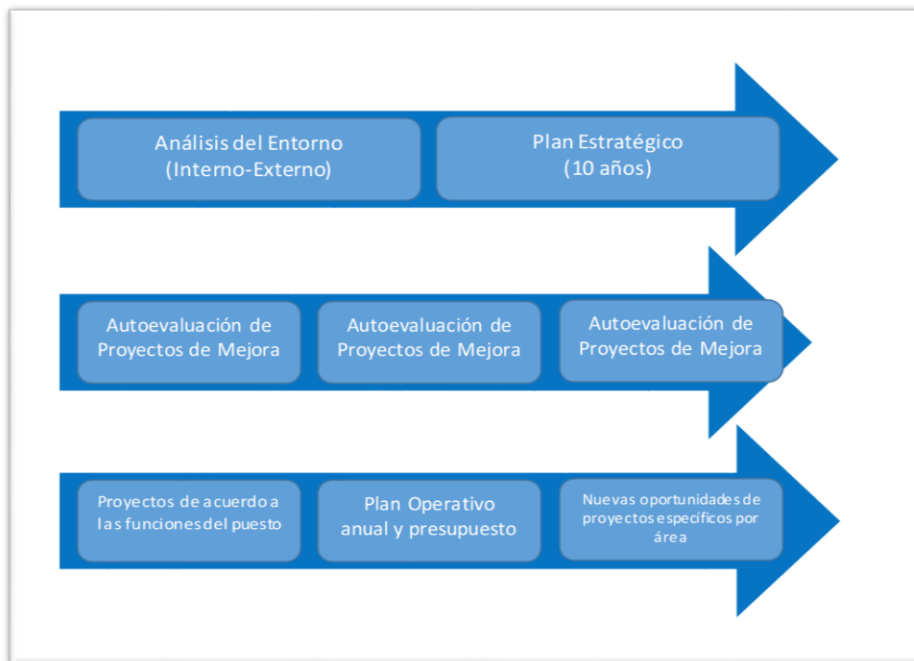 Análisis del Entorno
(Interno-Externo)
Plan Estratégico
(10 años)
Autoevaluación de
Proyectos de Mejora
Autoevaluación de
Proyectos de Mejora
Autoevaluación de
Proyectos de Mejora
Proyectos de acuerdo a
las funciones del puesto
Plan Operativo
anual y presupuesto
Nuevas oportunidades de
proyectos específicos por
área